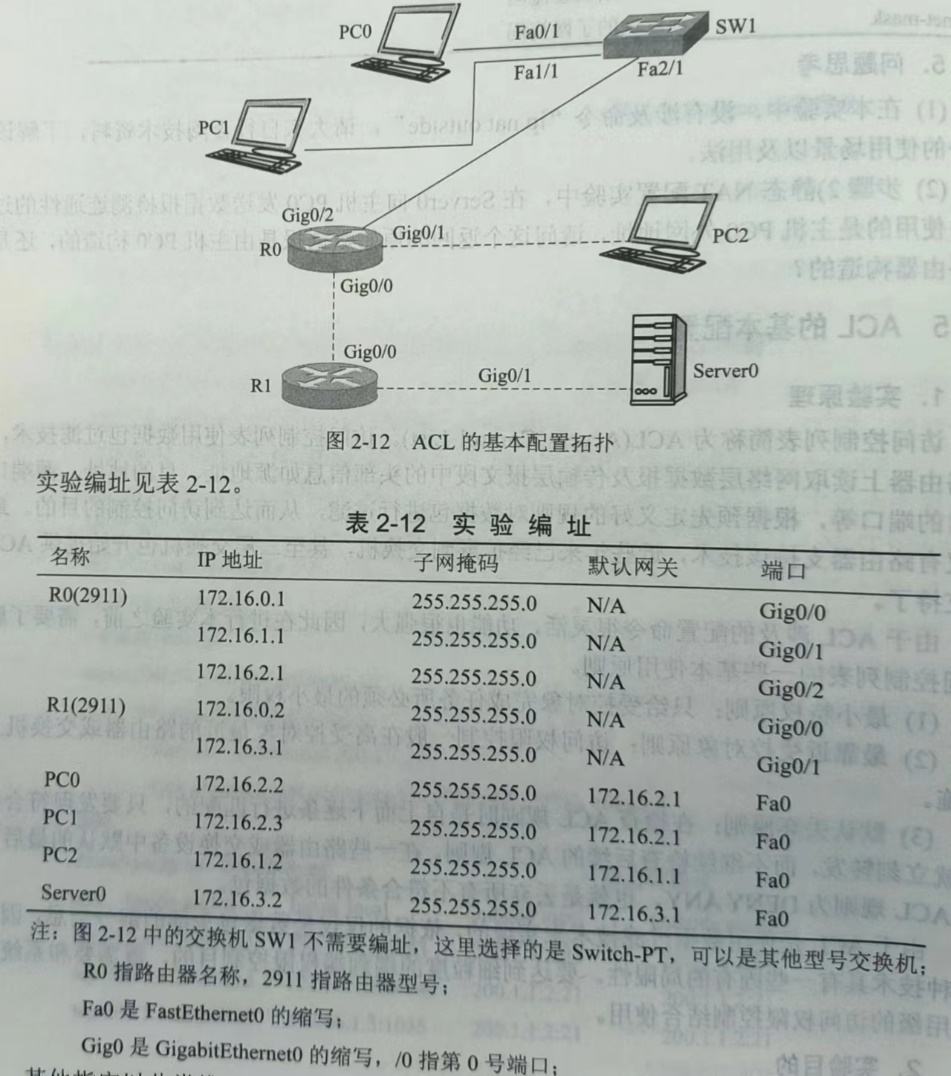 PC0
Fa0/1
SW1
Fa1/1
Fa2/1
PC1
Gig0/2
R0
Gig0/1
PC2
Gig0/0
Gig0/0
R1
Gig0/1
Server0
图 2-12 ACL 的基本配置拓扑
实验编址见表 2-12。
表 2-12 实验编址
名称 IP 地址 子网掩码 默认网关 端口
R0(2911) 172.16.0.1 255.255.255.0 N/A Gig0/0
172.16.1.1 255.255.255.0 N/A Gig0/1
172.16.2.1 255.255.255.0 N/A Gig0/2
R1(2911) 172.16.0.2 255.255.255.0 N/A Gig0/0
172.16.3.1 255.255.255.0 N/A Gig0/1
PC0 172.16.2.2 255.255.255.0 172.16.2.1 Fa0
PC1 172.16.2.3 255.255.255.0 172.16.2.1 Fa0
PC2 172.16.1.2 255.255.255.0 172.16.1.1 Fa0
Server0 172.16.3.2 255.255.255.0 172.16.3.1 Fa0
注：图 2-12 中的交换机 SW1 不需要编址，这里选择的是 Switch-PT，可以是其他型号交换机；
R0 指路由器名称，2911 指路由器型号；
Fa0 是 FastEthernet0 的缩写；
Gig0 是 GigabitEthernet0 的缩写，/0 指第 0 号端口；